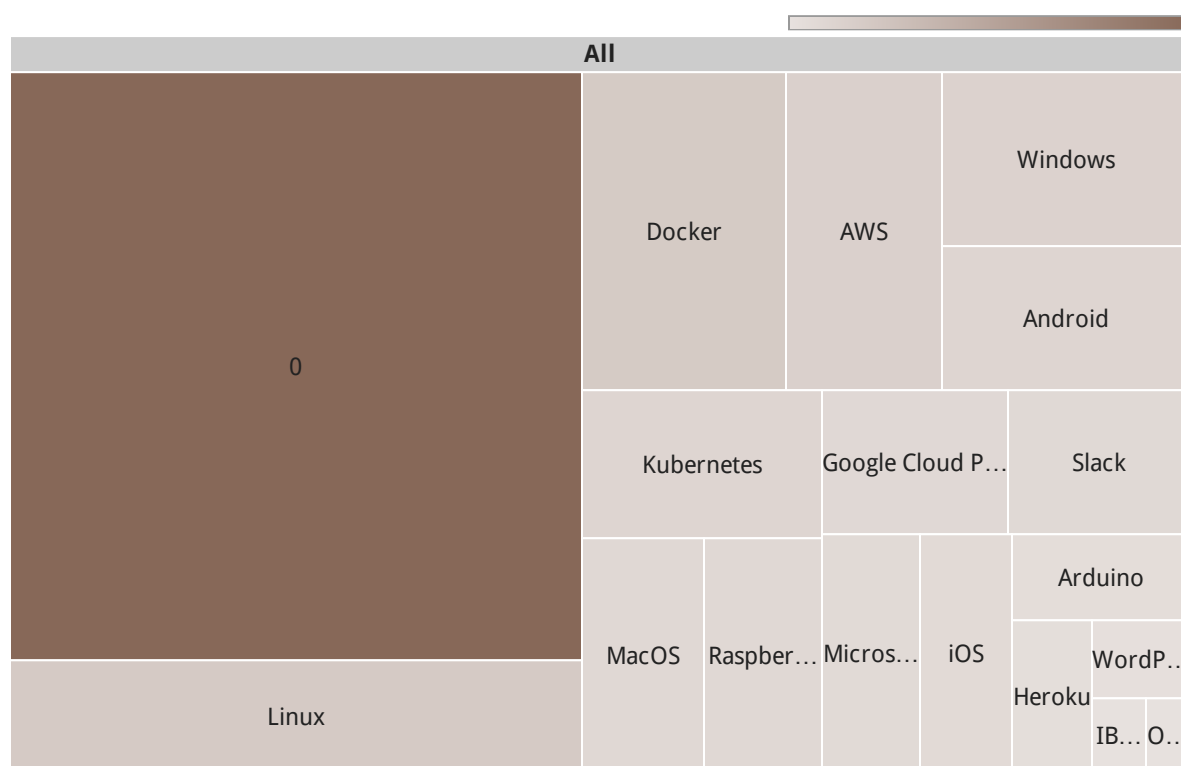 All
0
Linux
Docker
AWS
Windows
Android
Kubernetes
Google Cloud P…
Slack
MacOS
Raspber…
Micros…
iOS
Arduino
Heroku
WordP…
IB…
O…